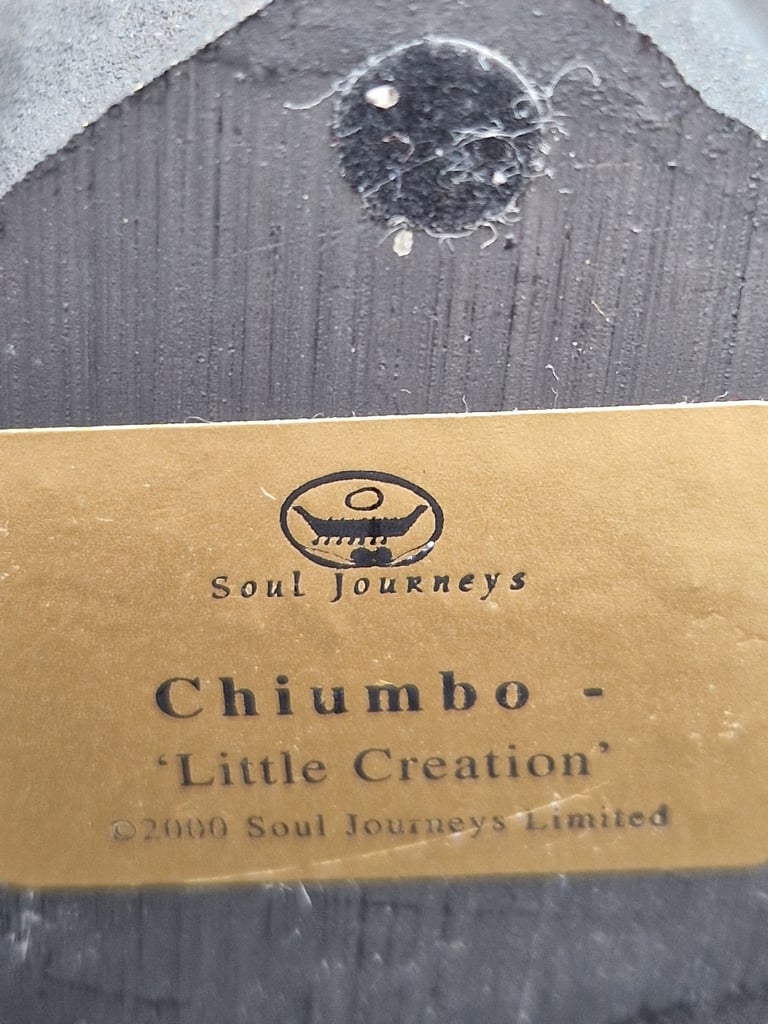 Soul Journeys
Chiumbo -
‘Little Creation’
©2000 Soul Journeys Limited